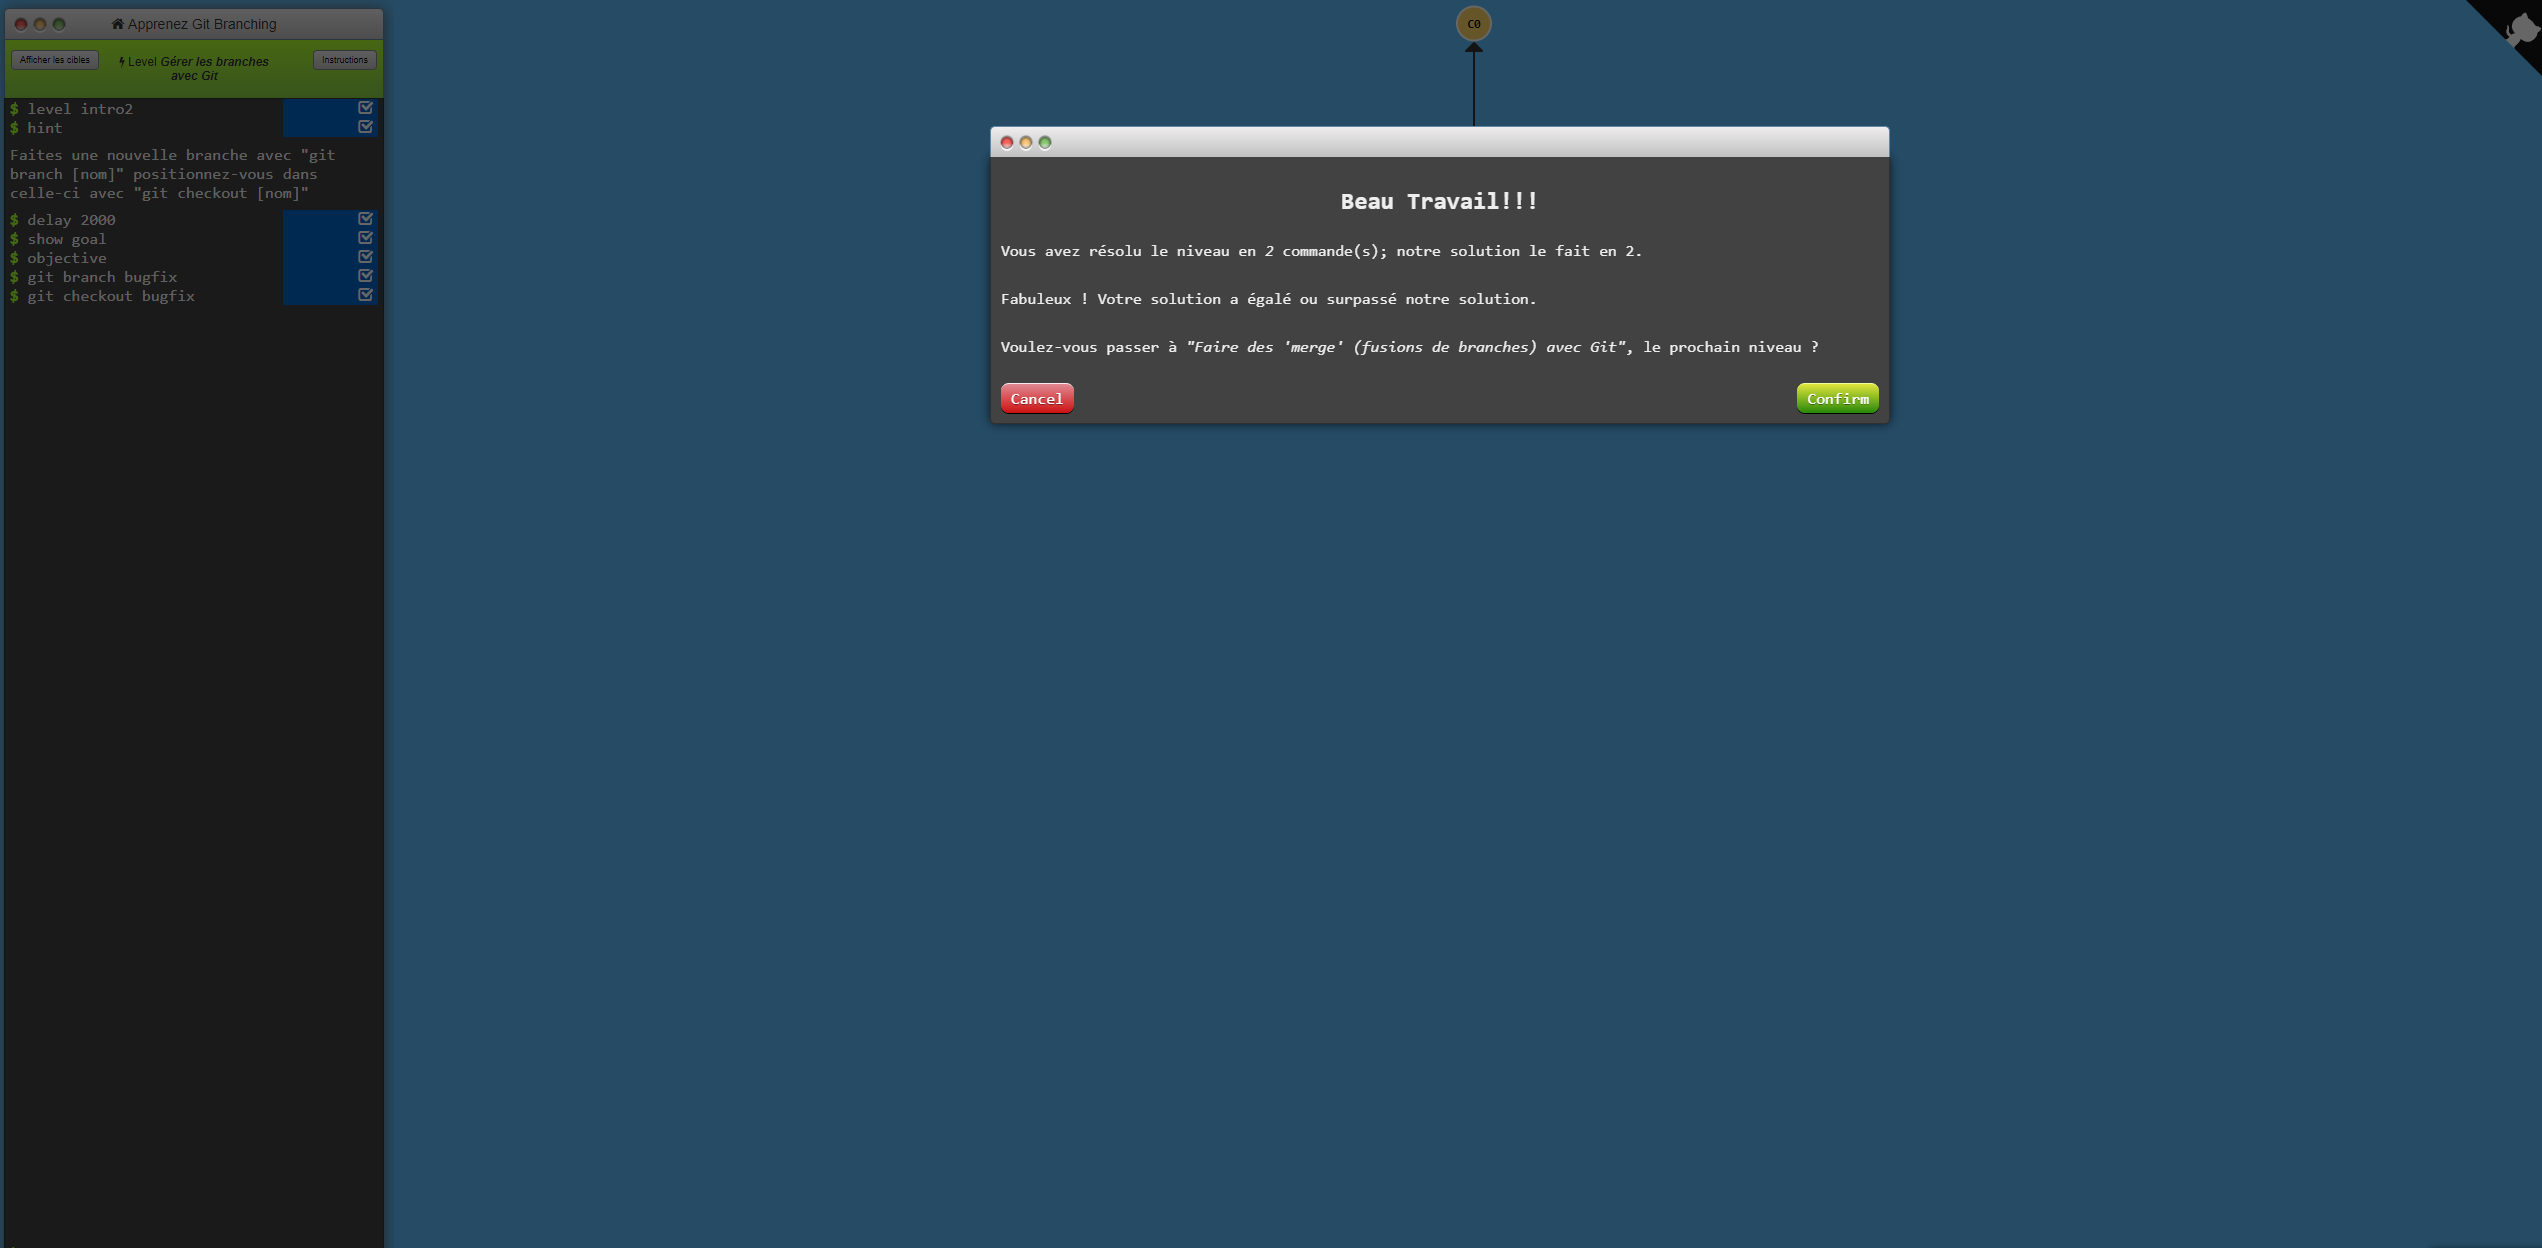 Apprenez Git Branching
Afficher les cibles
Level Gérer les branches
avec Git
Instructions
$ level intro2
$ hint
Faites une nouvelle branche avec "git
branch [nom]" positionnez-vous dans
celle-ci avec "git checkout [nom]"
$ delay 2000
$ show goal
$ objective
$ git branch bugfix
$ git checkout bugfix
C0
Beau Travail!!!
Vous avez résolu le niveau en 2 commande(s); notre solution le fait en 2.
Fabuleux ! Votre solution a égalé ou surpassé notre solution.
Voulez-vous passer à "Faire des 'merge' (fusions de branches) avec Git", le prochain niveau ?
Cancel
Confirm